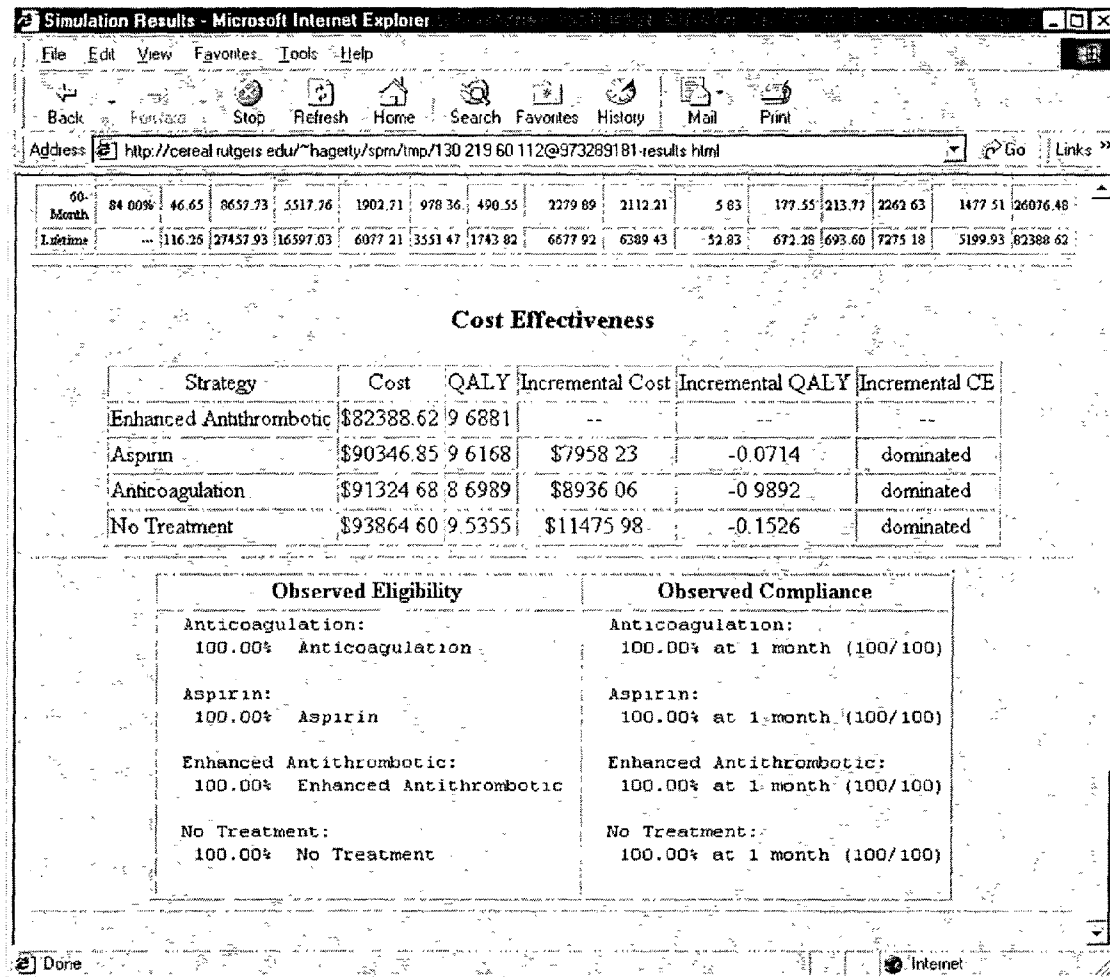 Simulation Results - Microsoft Internet Explorer
File Edit View Favorites Tools Help
Back Forward Stop Refresh Home Search Favorites History Mail Print
Address http://cereal rutgers edu/~hagerty/spm/tmp/130 219 60 112@973289181-results html Go Links »
60-Month 84 00% 46.65 8657.73 5517.76 1902.71 978 36 490.55 2279 89 2112.21 5 83 177.55 213.77 2262 63 1477 51 26076.48
Lifetime --- 116.26 27457.93 16597.03 6077 21 3551 47 1743 82 6677 92 6389 43 52.83 672.28 693.60 7275 18 5199.93 82388 62
Cost Effectiveness
Strategy Cost QALY Incremental Cost Incremental QALY Incremental CE
Enhanced Antithrombotic $82388.62 9 6881 -- -- --
Aspirin $90346.85 9 6168 $7958 23 -0.0714 dominated
Anticoagulation $91324 68 8 6989 $8936 06 -0 9892 dominated
No Treatment $93864 60 9 5355 $11475 98 -0.1526 dominated
Observed Eligibility Observed Compliance
Anticoagulation: Anticoagulation:
100.00% Anticoagulation 100.00% at 1 month (100/100)
Aspirin: Aspirin:
100.00% Aspirin 100.00% at 1 month (100/100)
Enhanced Antithrombotic: Enhanced Antithrombotic:
100.00% Enhanced Antithrombotic 100.00% at 1 month (100/100)
No Treatment: No Treatment:
100.00% No Treatment 100.00% at 1 month (100/100)
Done Internet